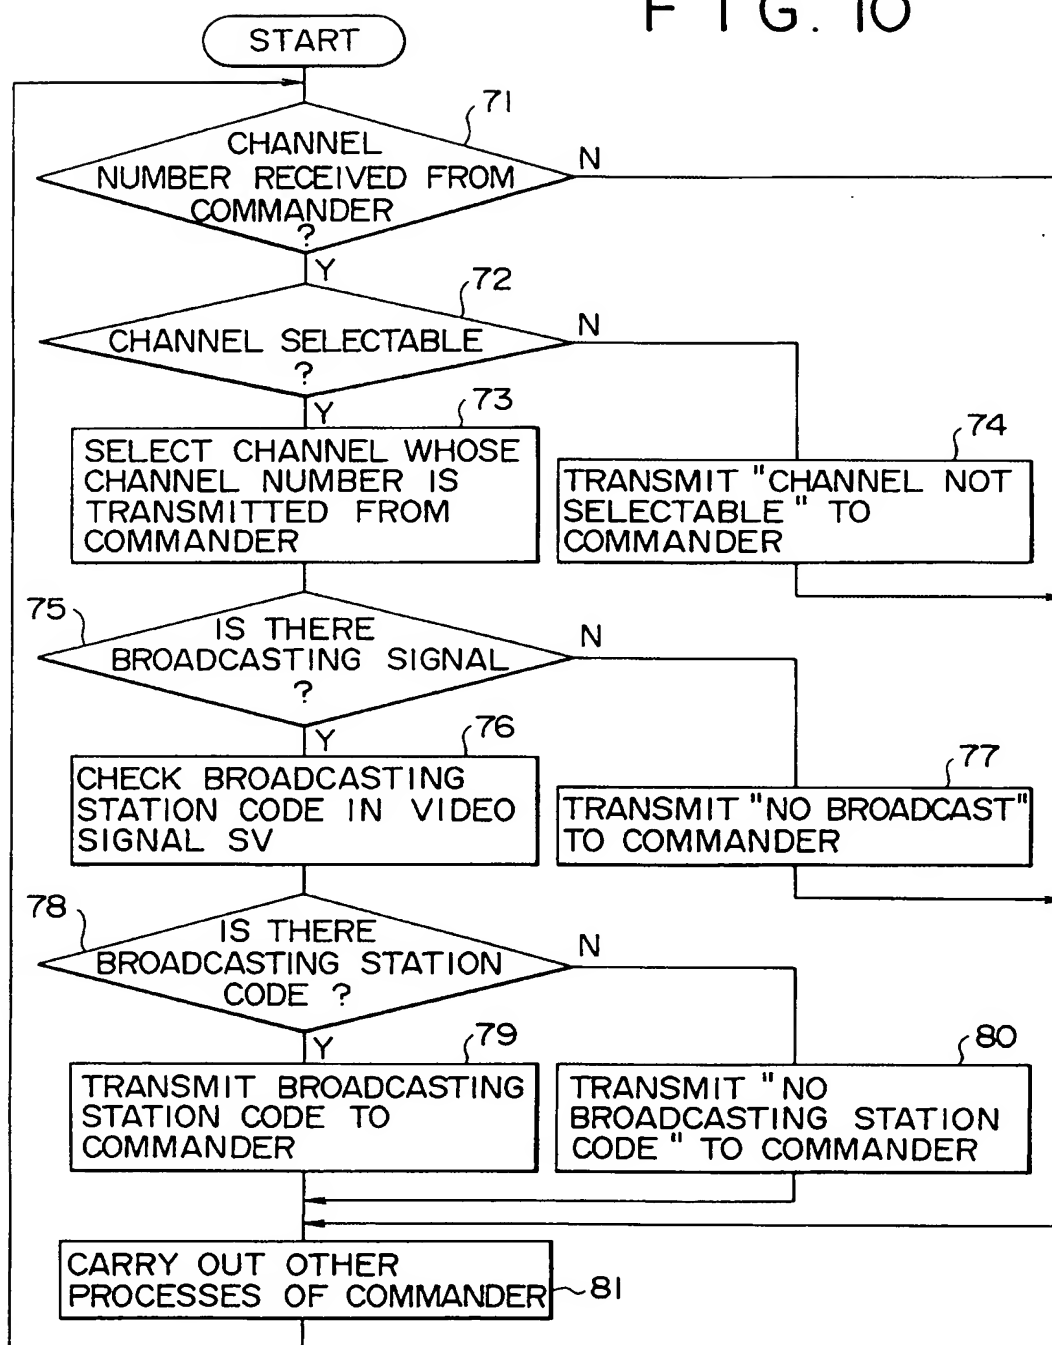 FIG. 10
START
71
CHANNEL
NUMBER RECEIVED FROM
COMMANDER
?
N
Y
72
CHANNEL SELECTABLE
?
N
Y
73
SELECT CHANNEL WHOSE
CHANNEL NUMBER IS
TRANSMITTED FROM
COMMANDER
74
TRANSMIT "CHANNEL NOT
SELECTABLE" TO
COMMANDER
75
IS THERE
BROADCASTING SIGNAL
?
N
Y
76
CHECK BROADCASTING
STATION CODE IN VIDEO
SIGNAL SV
77
TRANSMIT "NO BROADCAST"
TO COMMANDER
78
IS THERE
BROADCASTING STATION
CODE ?
N
Y
79
TRANSMIT BROADCASTING
STATION CODE TO
COMMANDER
80
TRANSMIT "NO
BROADCASTING STATION
CODE" TO COMMANDER
CARRY OUT OTHER
PROCESSES OF COMMANDER
81